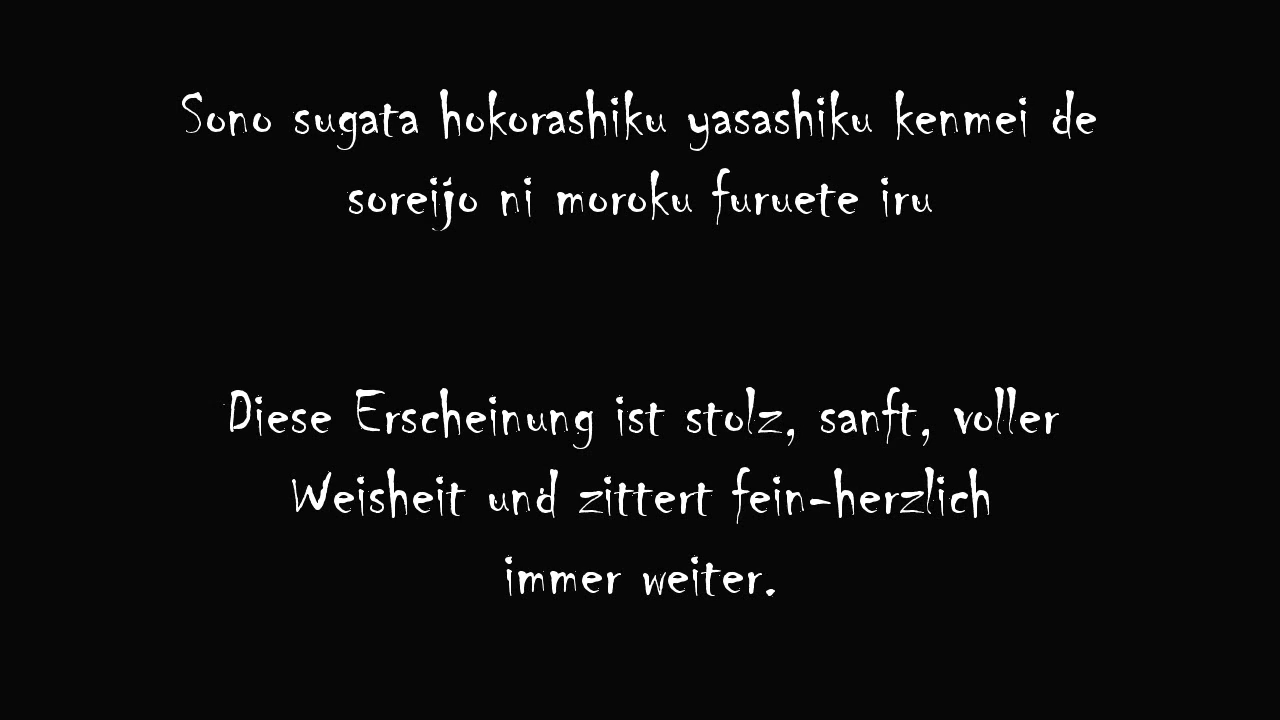 Sono sugata hokorashiku yasashiku kenmei de
soreijo ni moroku furuete iru
Diese Erscheinung ist stolz, sanft, voller
Weisheit und zittert fein-herzlich
immer weiter.